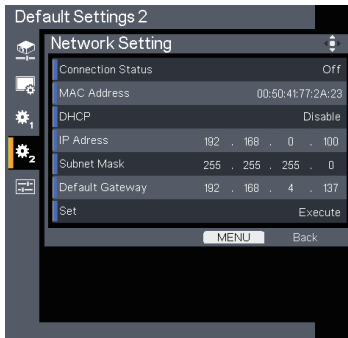 Default Settings 2
Network Setting
Connection Status Off
MAC Address 00:50:41:77:2A:23
DHCP Disable
IP Adress 192 . 168 . 0 . 100
Subnet Mask 255 . 255 . 255 . 0
Default Gateway 192 . 168 . 4 . 137
Set Execute
MENU Back
1
2